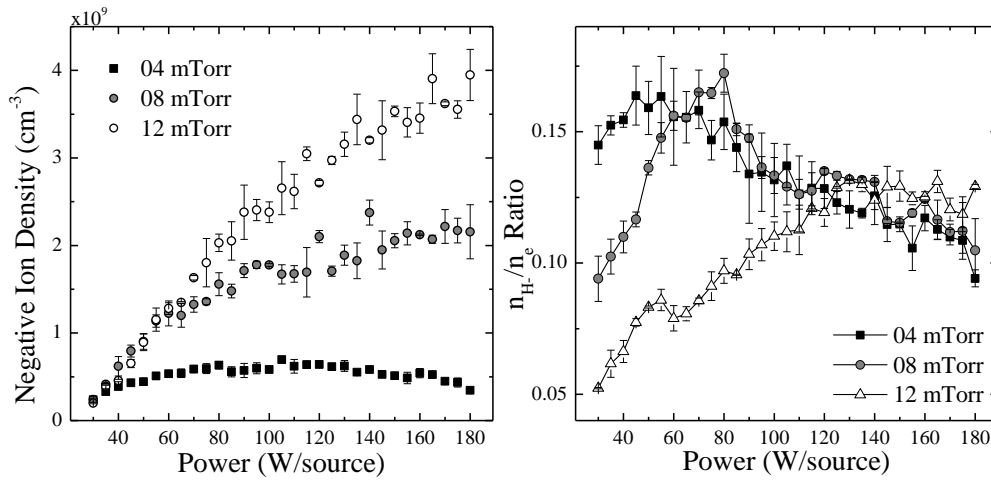 x10⁹
Negative Ion Density (cm⁻³)
4
3
2
1
0
04 mTorr
08 mTorr
12 mTorr
40 60 80 100 120 140 160 180
Power (W/source)
n_H-/n_e Ratio
0.15
0.10
0.05
04 mTorr
08 mTorr
12 mTorr
40 60 80 100 120 140 160 180
Power (W/source)